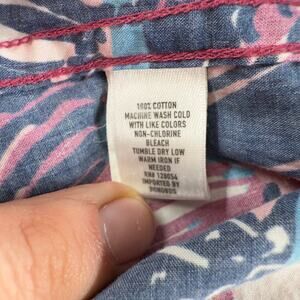 100% COTTON
MACHINE WASH COLD
WITH LIKE COLORS
NON-CHLORINE
BLEACH
TUMBLE DRY LOW
WARM IRON IF
NEEDED
RN# 128054
IMPORTED BY
BONOBOS